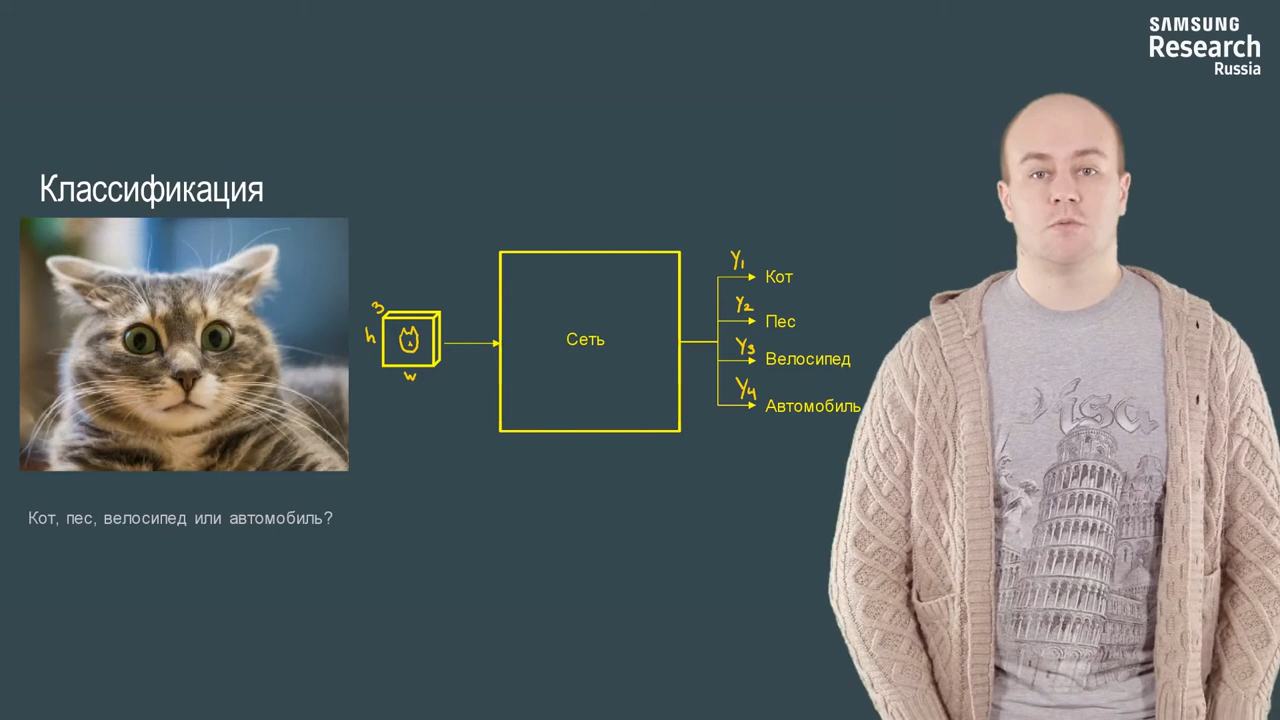 SAMSUNG
Research
Russia
Классификация
Кот, пес, велосипед или автомобиль?
3
h
w
Сеть
y1
Кот
y2
Пес
y3
Велосипед
y4
Автомобиль
Pisa